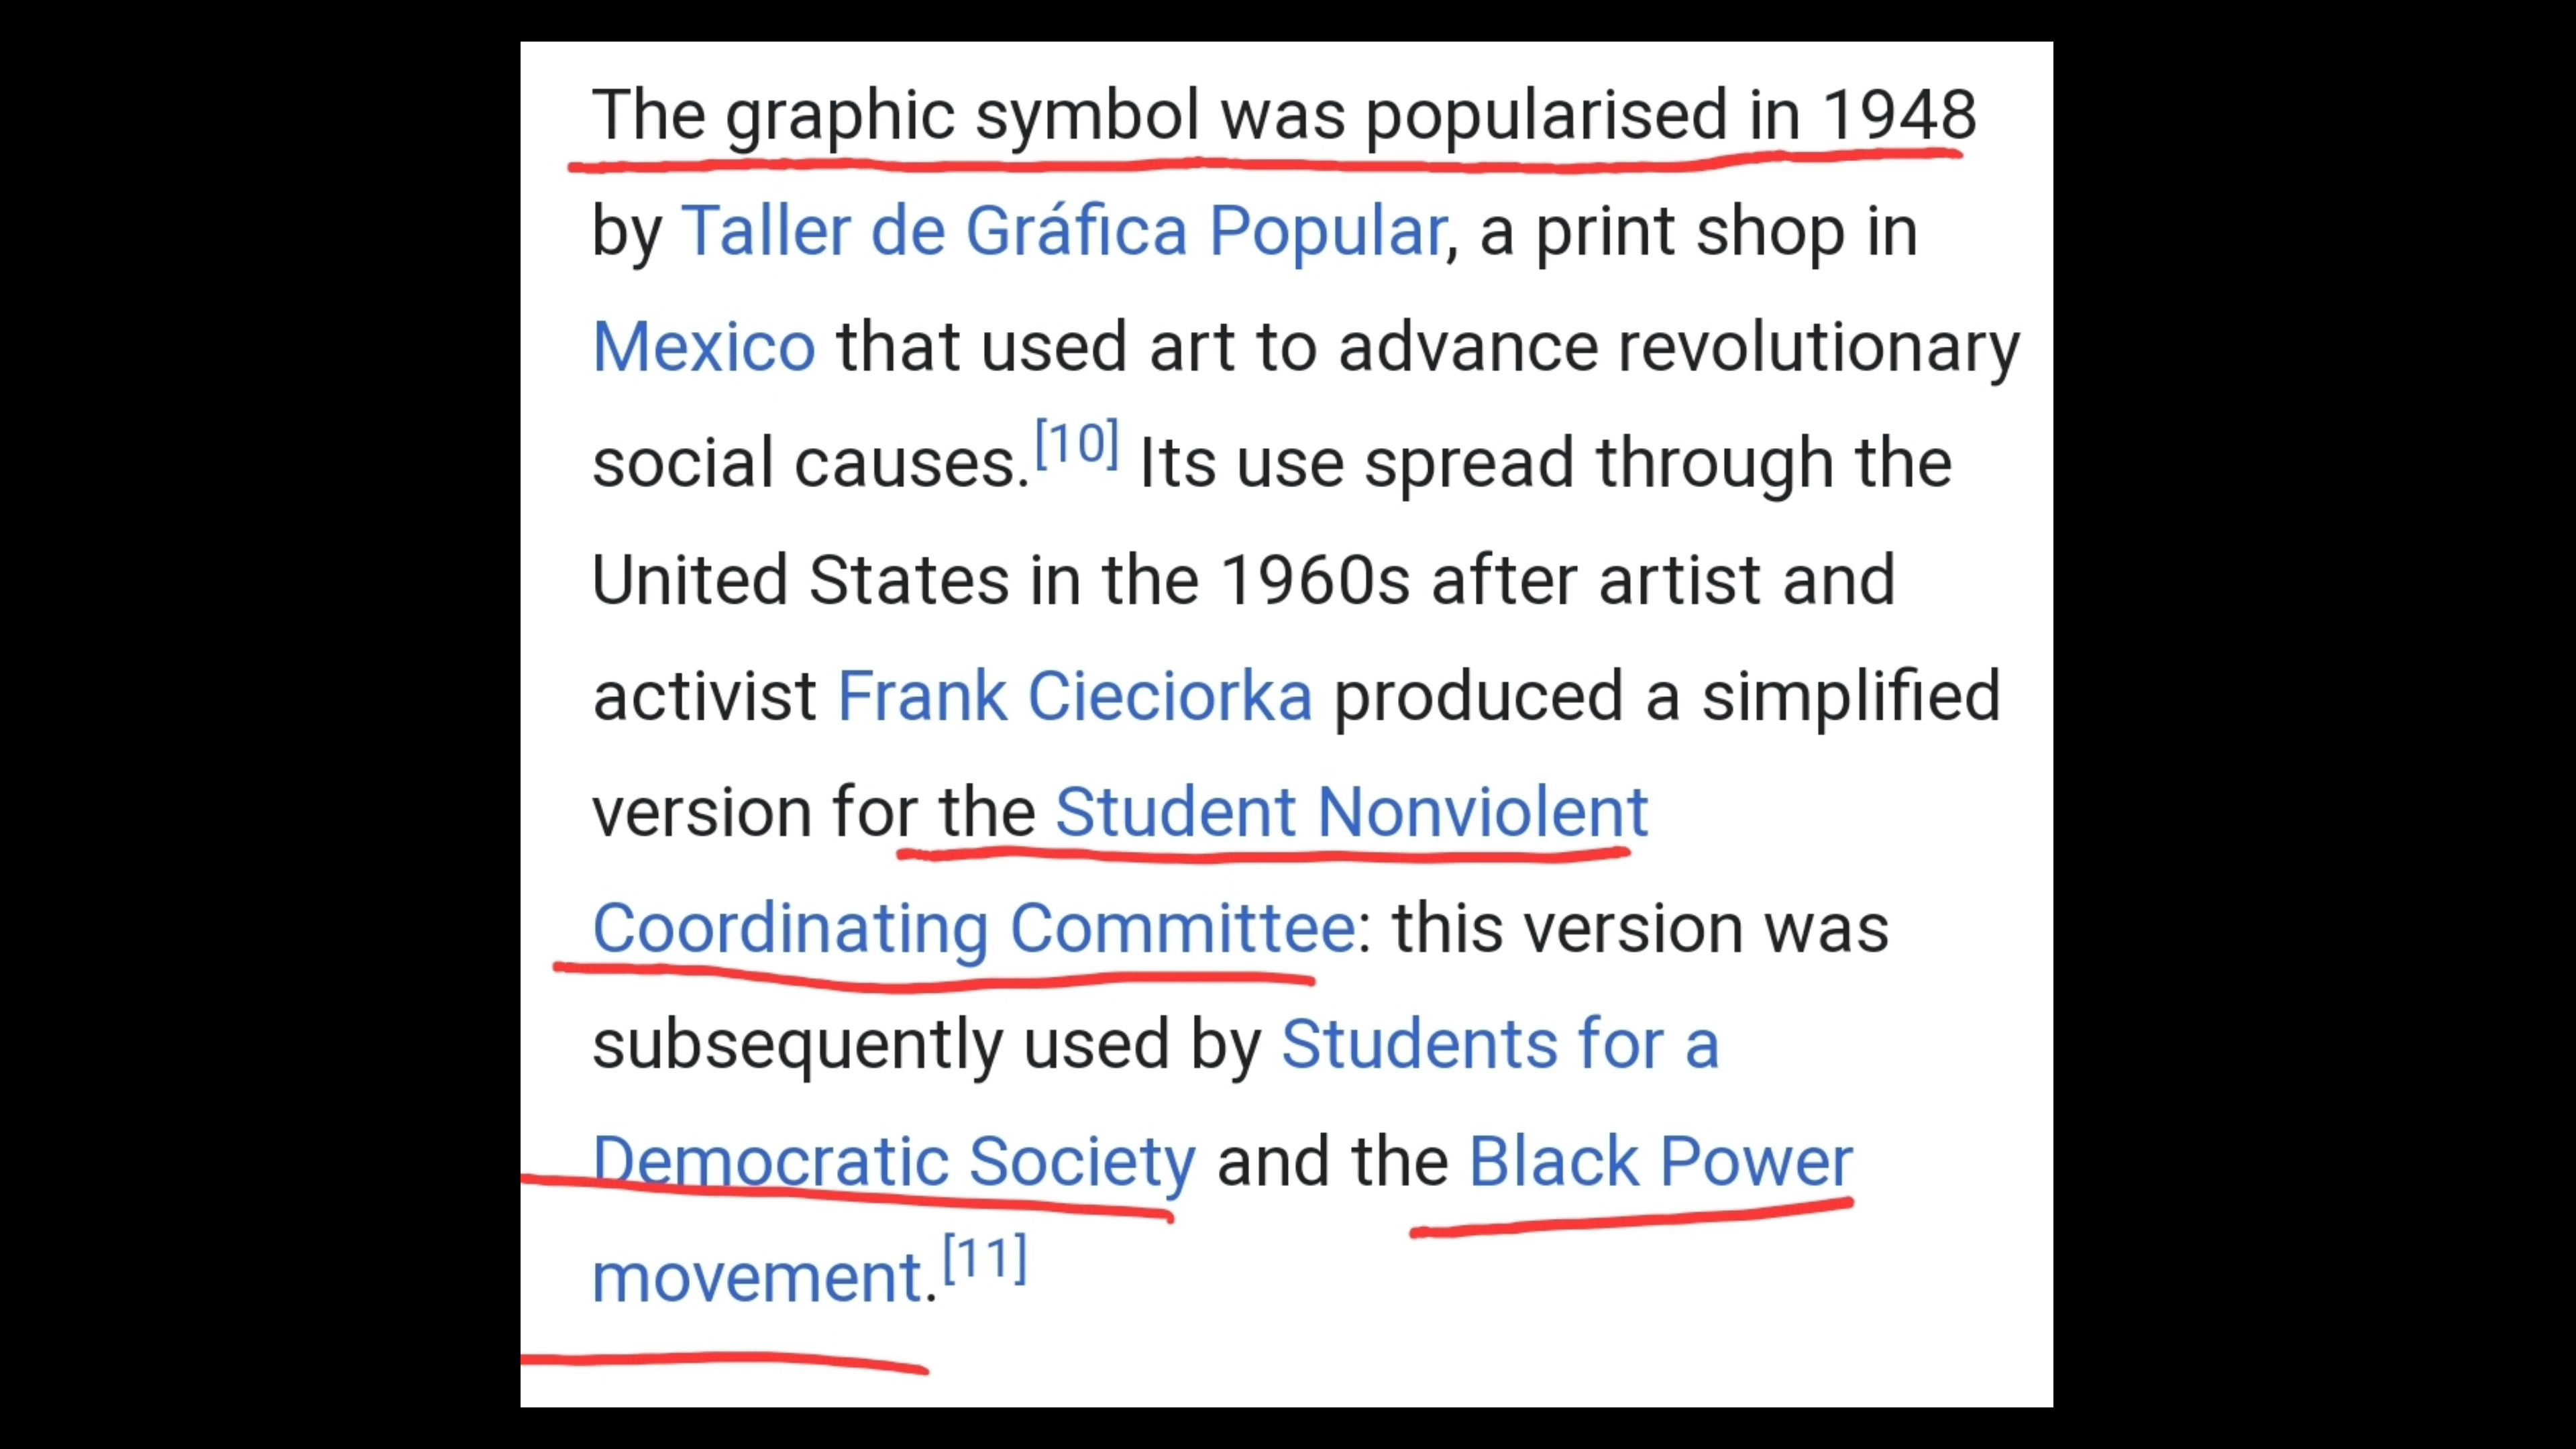 The graphic symbol was popularised in 1948
by Taller de Gráfica Popular, a print shop in
Mexico that used art to advance revolutionary
social causes.[10] Its use spread through the
United States in the 1960s after artist and
activist Frank Cieciorka produced a simplified
version for the Student Nonviolent
Coordinating Committee: this version was
subsequently used by Students for a
Democratic Society and the Black Power
movement.[11]